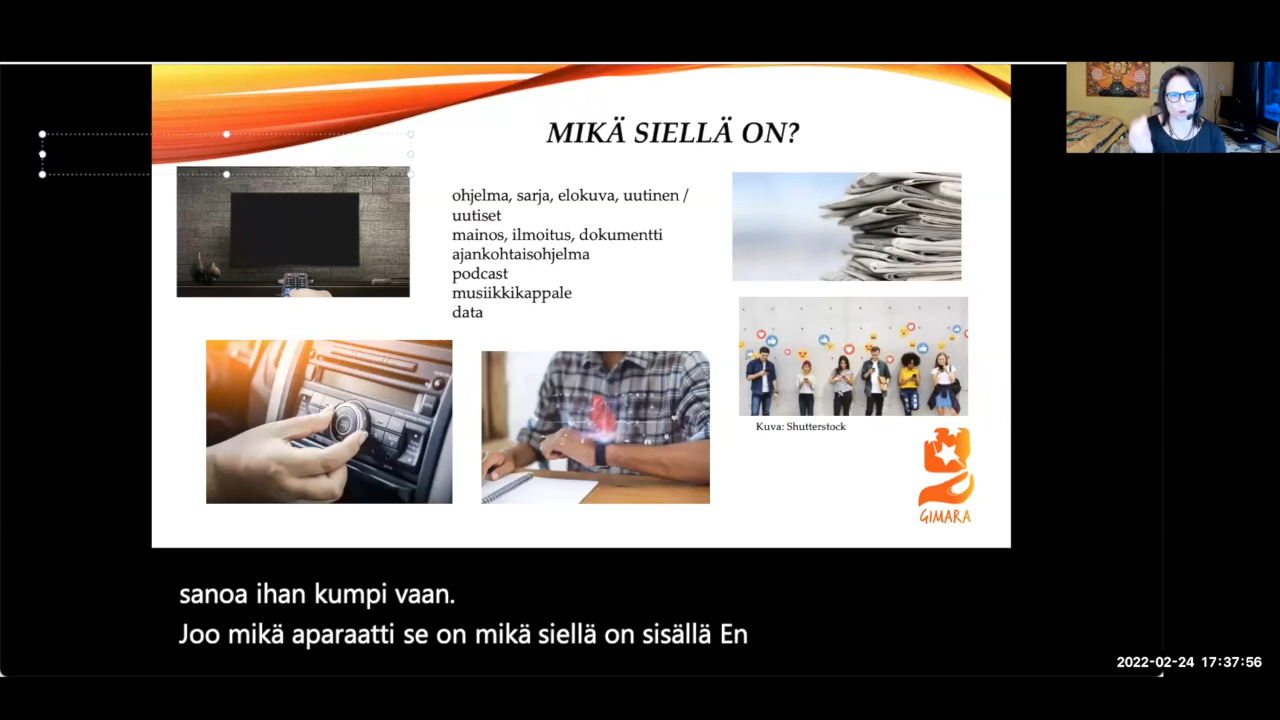 MIKÄ SIELLÄ ON?
ohjelma, sarja, elokuva, uutinen /
uutiset
mainos, ilmoitus, dokumentti
ajankohtaisohjelma
podcast
musiikkikappale
data
Kuva: Shutterstock
GIMARA
sanoa ihan kumpi vaan.
Joo mikä aparaatti se on mikä siellä on sisällä En
2022-02-24 17:37:56